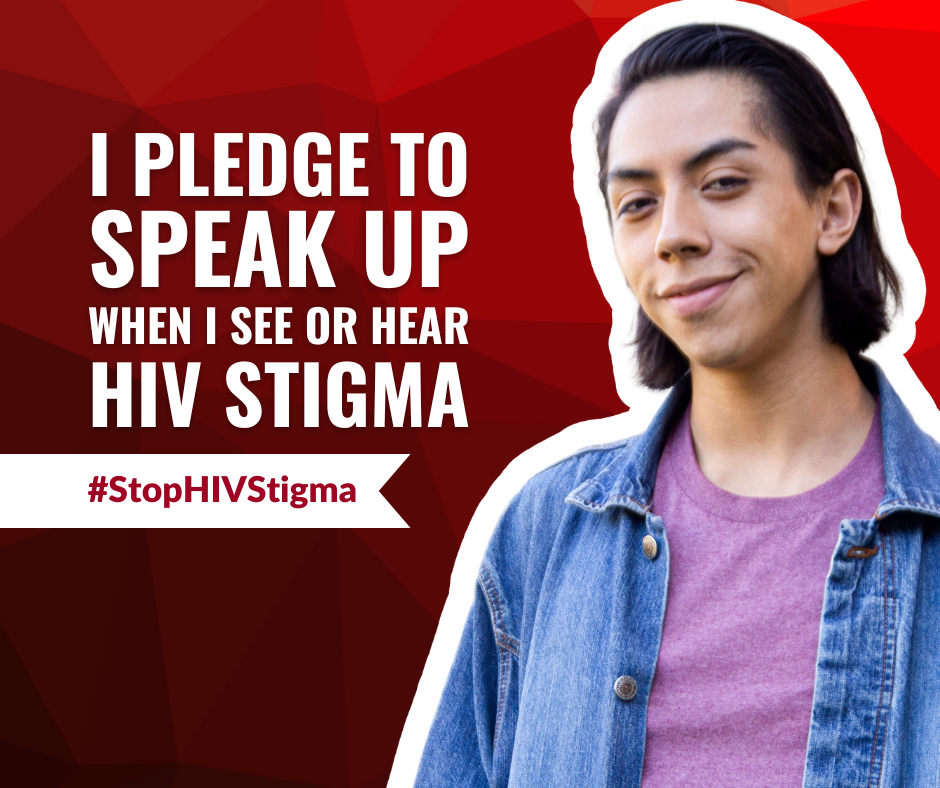 I PLEDGE TO
SPEAK UP
WHEN I SEE OR HEAR
HIV STIGMA
#StopHIVStigma